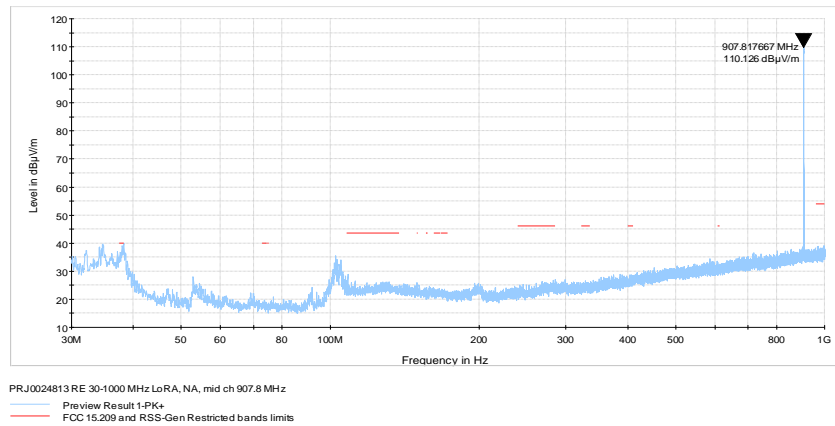 120
110
100
90
80
70
60
50
40
30
20
10
Level in dBµV/m
907.817667 MHz
110.126 dBµV/m
30M 50 60 80 100M 200 300 400 500 800 1G
Frequency in Hz
PRJ0024813 RE 30-1000 MHz LoRA, NA, mid ch 907.8 MHz
Preview Result 1-PK+
FCC 15.209 and RSS-Gen Restricted bands limits